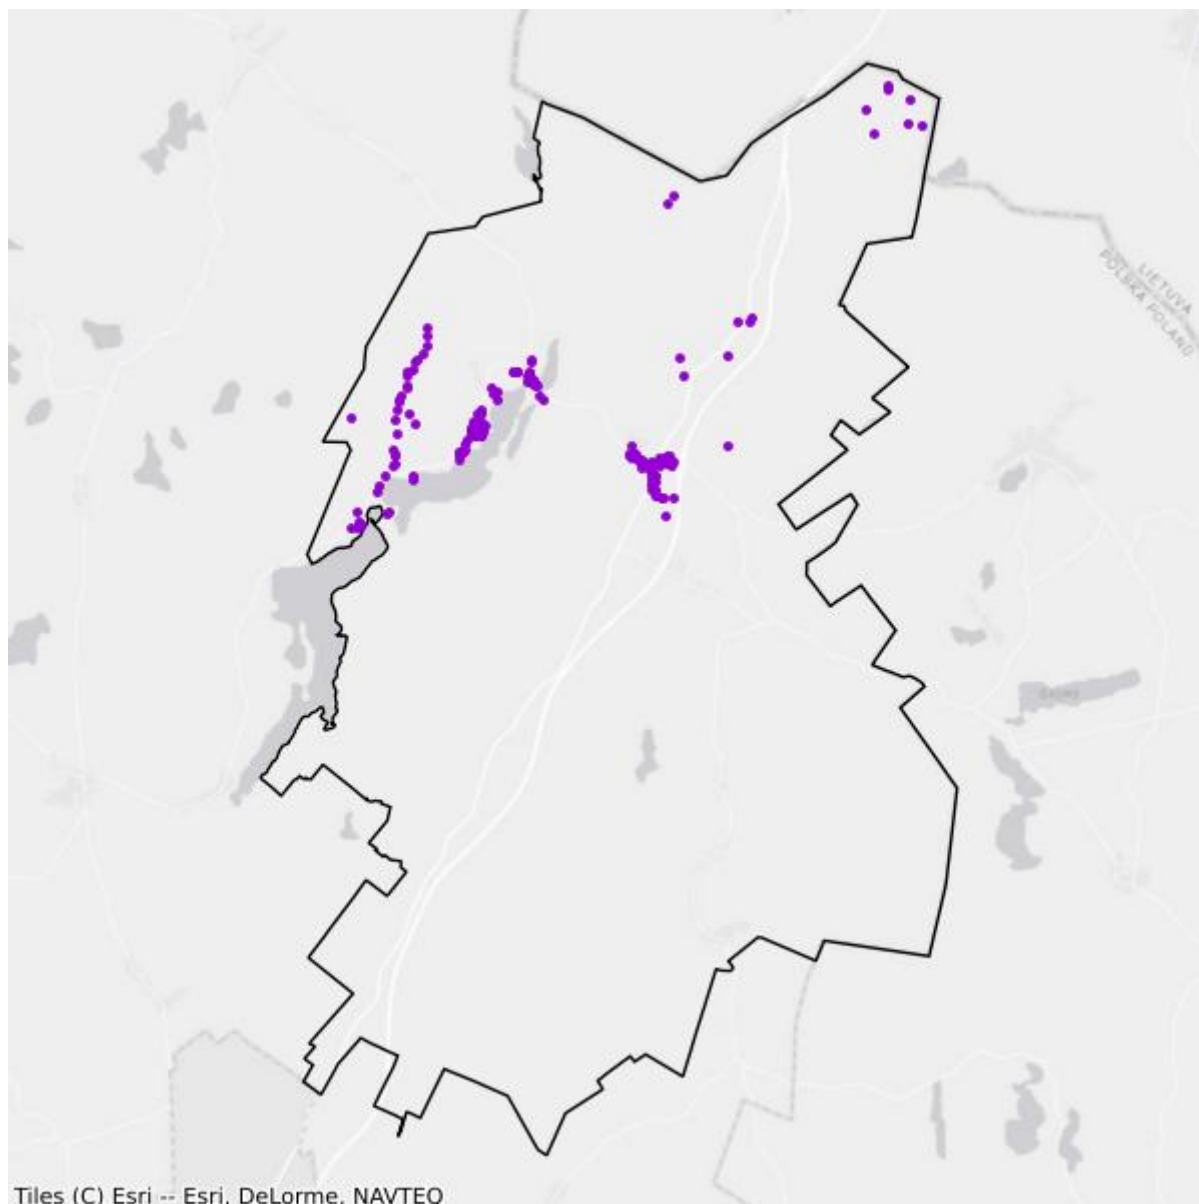 LIETUVA
POLSKA POLAND
Tiles (C) Esri -- Esri, DeLorme, NAVTEQ